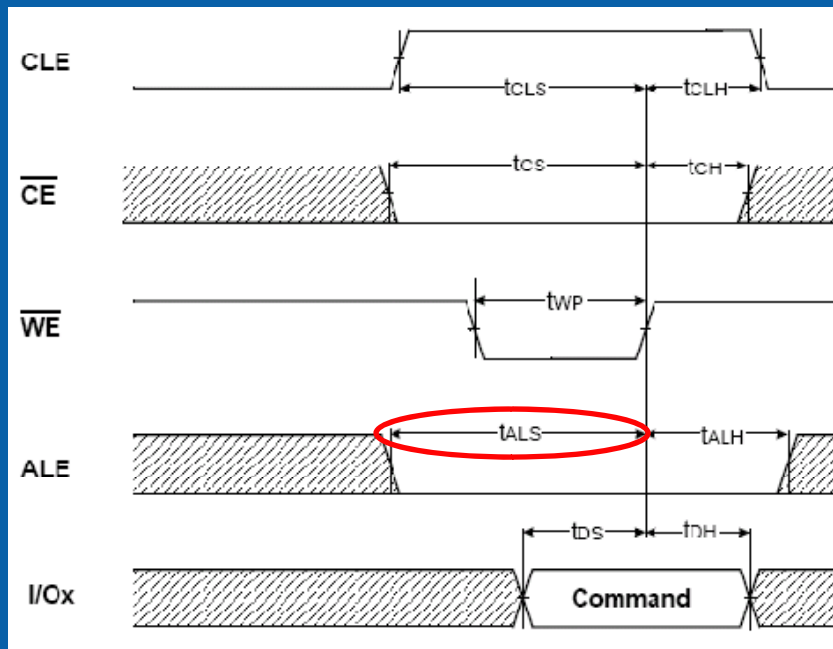 CLE
tCLS
tCLH
CE
tCS
tCH
WE
tWP
ALE
tALS
tALH
I/Ox
tDS
tDH
Command